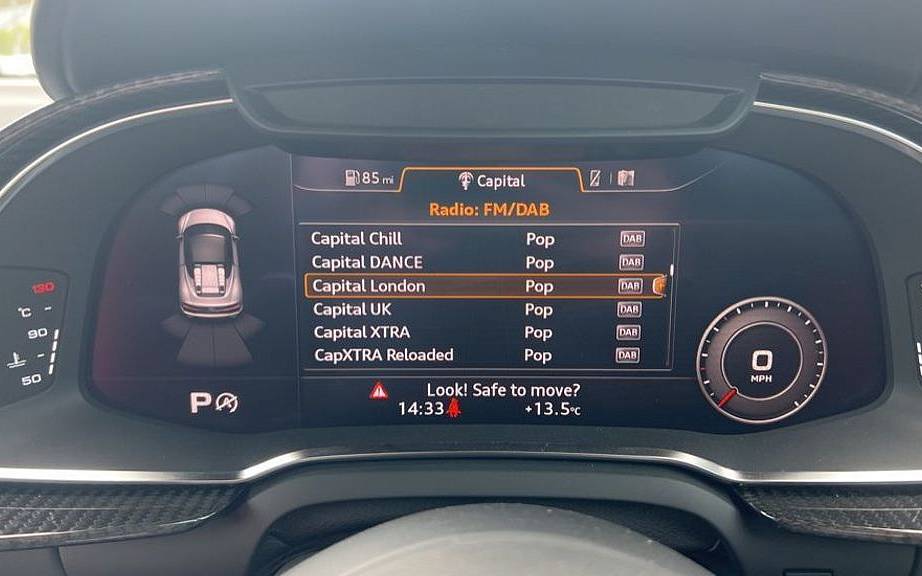 85 mi Capital
Radio: FM/DAB
Capital Chill Pop DAB
Capital DANCE Pop DAB
Capital London Pop DAB
Capital UK Pop DAB
Capital XTRA Pop DAB
CapXTRA Reloaded Pop DAB
Look! Safe to move?
14:33 +13.5°C
P A
130
°C
90
50
0
MPH